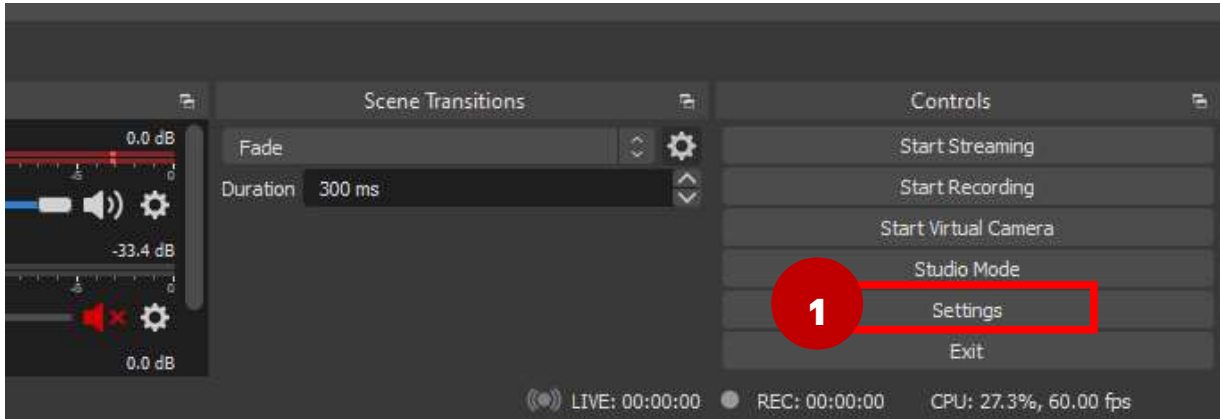 Scene Transitions
Controls
0.0 dB
Fade
Start Streaming
Duration 300 ms
Start Recording
Start Virtual Camera
-33.4 dB
Studio Mode
1
Settings
0.0 dB
Exit
LIVE: 00:00:00 REC: 00:00:00 CPU: 27.3%, 60.00 fps